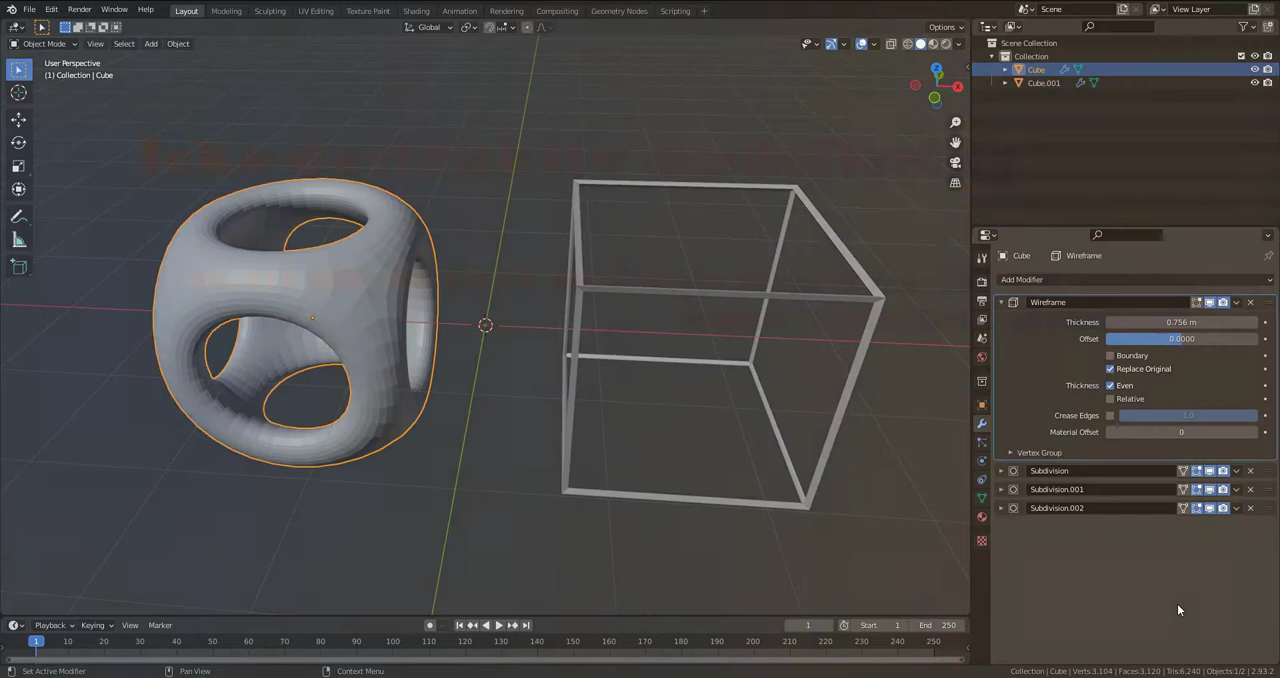 File Edit Render Window Help Layout Modeling Sculpting UV Editing Texture Paint Shading Animation Rendering Compositing Geometry Nodes Scripting + Scene View Layer
Global Options
Object Mode View Select Add Object
User Perspective
(1) Collection | Cube
Z
X
Scene Collection
Collection
Cube
Cube.001
Cube Wireframe
Add Modifier
Wireframe
Thickness 0.756 m
Offset 0.0000
Boundary
Replace Original
Thickness Even
Relative
Crease Edges 1.0
Material Offset 0
Vertex Group
Subdivision
Subdivision.001
Subdivision.002
Playback Keying View Marker 1 Start 1 End 250
1 10 20 30 40 50 60 70 80 90 100 110 120 130 140 150 160 170 180 190 200 210 220 230 240 250
Set Active Modifier Pan View Context Menu Collection | Cube | Verts:3,104 | Faces:3,120 | Tris:6,240 | Objects:1/2 | 2.93.2